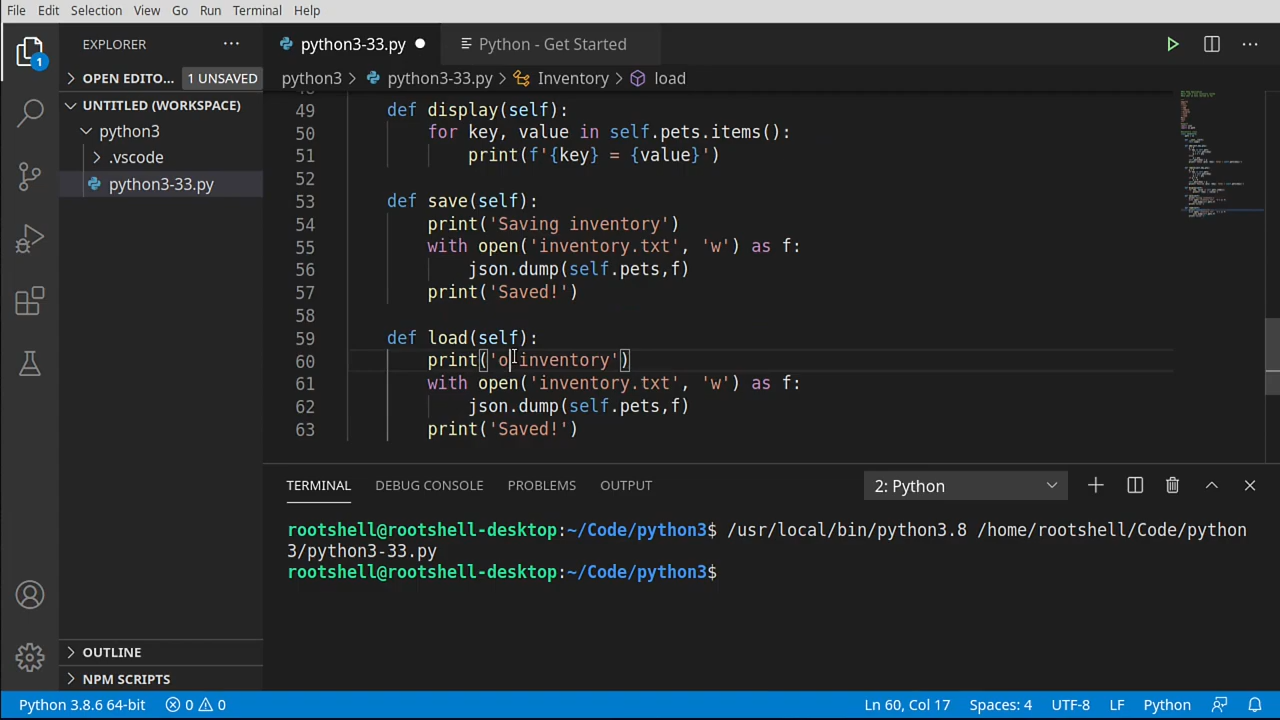 File Edit Selection View Go Run Terminal Help
EXPLORER
python3-33.py
Python - Get Started
OPEN EDITO... 1 UNSAVED
python3 > python3-33.py > Inventory > load
UNTITLED (WORKSPACE)
python3
.vscode
python3-33.py
1
49 def display(self):
50 for key, value in self.pets.items():
51 print(f'{key} = {value}')
52
53 def save(self):
54 print('Saving inventory')
55 with open('inventory.txt', 'w') as f:
56 json.dump(self.pets,f)
57 print('Saved!')
58
59 def load(self):
60 print('o inventory')
61 with open('inventory.txt', 'w') as f:
62 json.dump(self.pets,f)
63 print('Saved!')
TERMINAL DEBUG CONSOLE PROBLEMS OUTPUT 2: Python
rootshell@rootshell-desktop:~/Code/python3$ /usr/local/bin/python3.8 /home/rootshell/Code/python
3/python3-33.py
rootshell@rootshell-desktop:~/Code/python3$
OUTLINE
NPM SCRIPTS
Python 3.8.6 64-bit 0 0 Ln 60, Col 17 Spaces: 4 UTF-8 LF Python